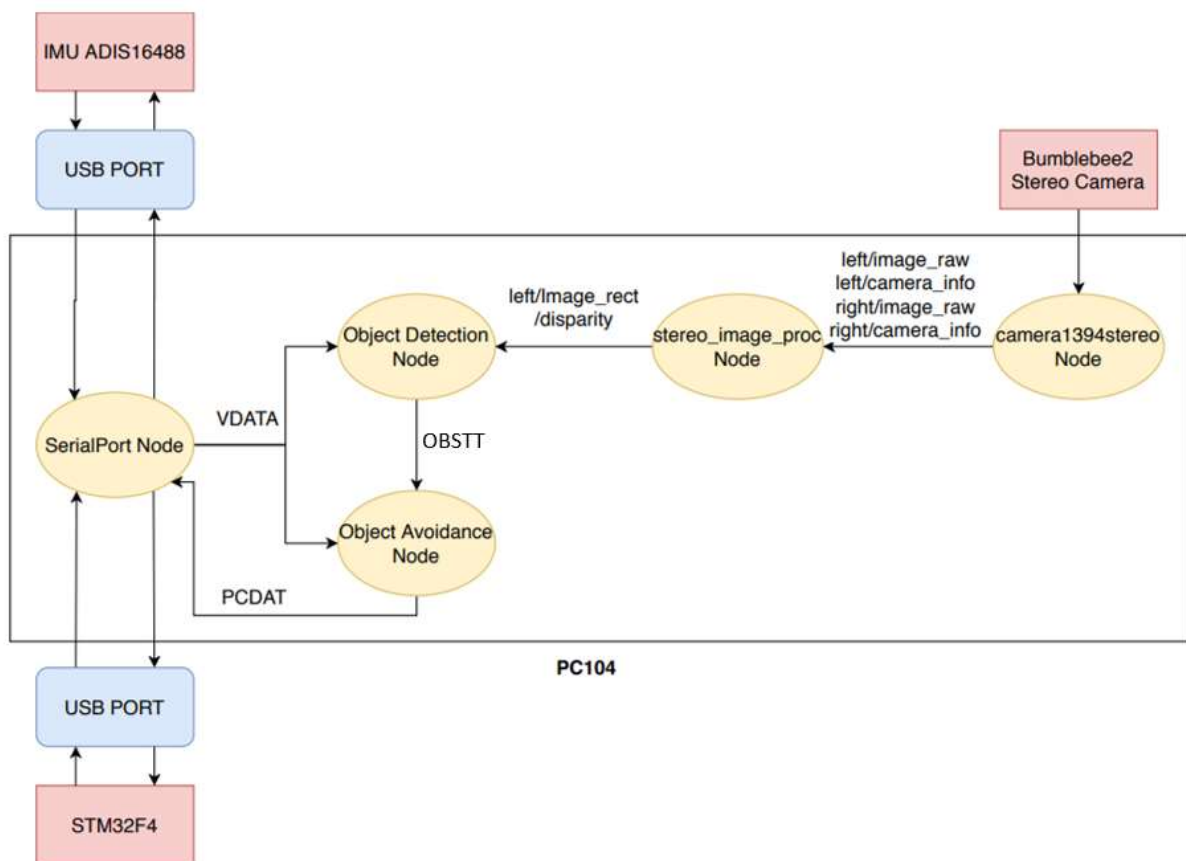 IMU ADIS16488
USB PORT
Bumblebee2
Stereo Camera
left/image_raw
left/camera_info
right/image_raw
right/camera_info
left/Image_rect
/disparity
Object Detection
Node
stereo_image_proc
Node
camera1394stereo
Node
VDATA
SerialPort Node
OBSTT
Object Avoidance
Node
PCDAT
PC104
USB PORT
STM32F4